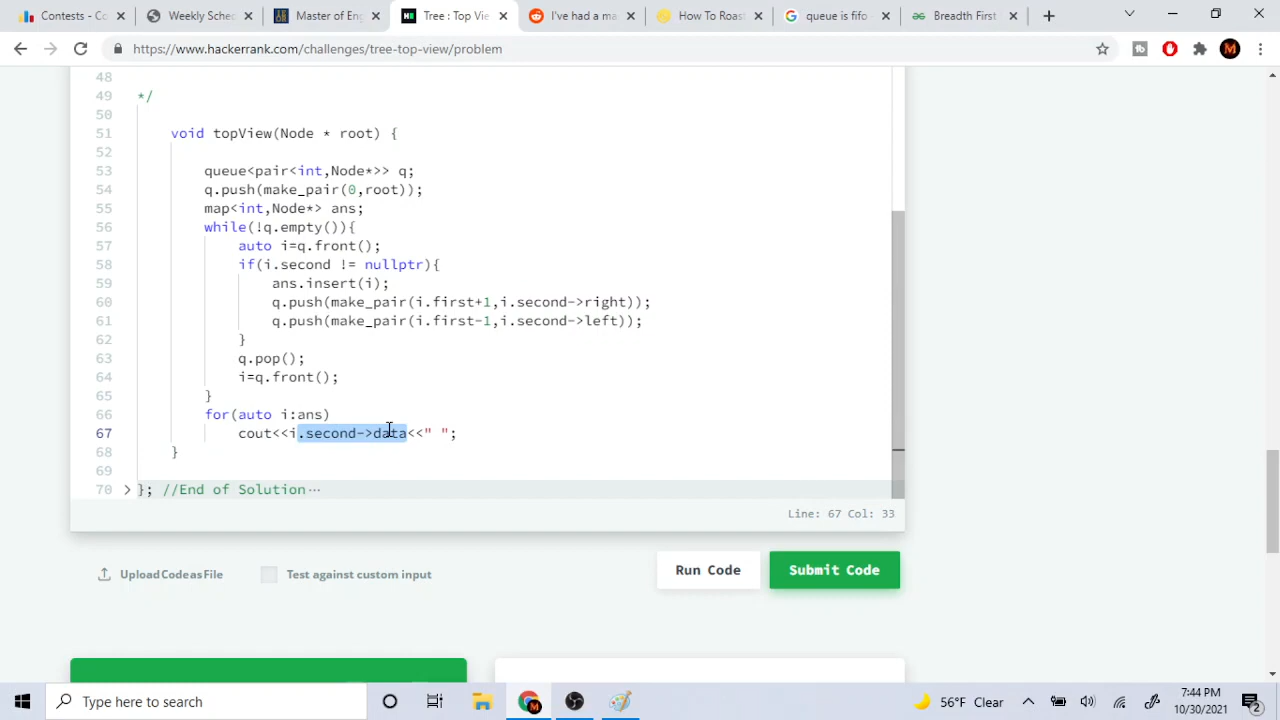 Contests - Co
Weekly Sche
Master of Eng
Tree : Top Vie
I've had a ma
How To Roast
queue is fifo -
Breadth First
https://www.hackerrank.com/challenges/tree-top-view/problem
48
49 */
50
51 void topView(Node * root) {
52
53 queue<pair<int,Node*>> q;
54 q.push(make_pair(0,root));
55 map<int,Node*> ans;
56 while(!q.empty()){
57 auto i=q.front();
58 if(i.second != nullptr){
59 ans.insert(i);
60 q.push(make_pair(i.first+1,i.second->right));
61 q.push(make_pair(i.first-1,i.second->left));
62 }
63 q.pop();
64 i=q.front();
65 }
66 for(auto i:ans)
67 cout<<i.second->data<<" ";
68 }
69
70 }; //End of Solution
Line: 67 Col: 33
Upload Code as File
Test against custom input
Run Code
Submit Code
Type here to search
56°F Clear
7:44 PM
10/30/2021
2